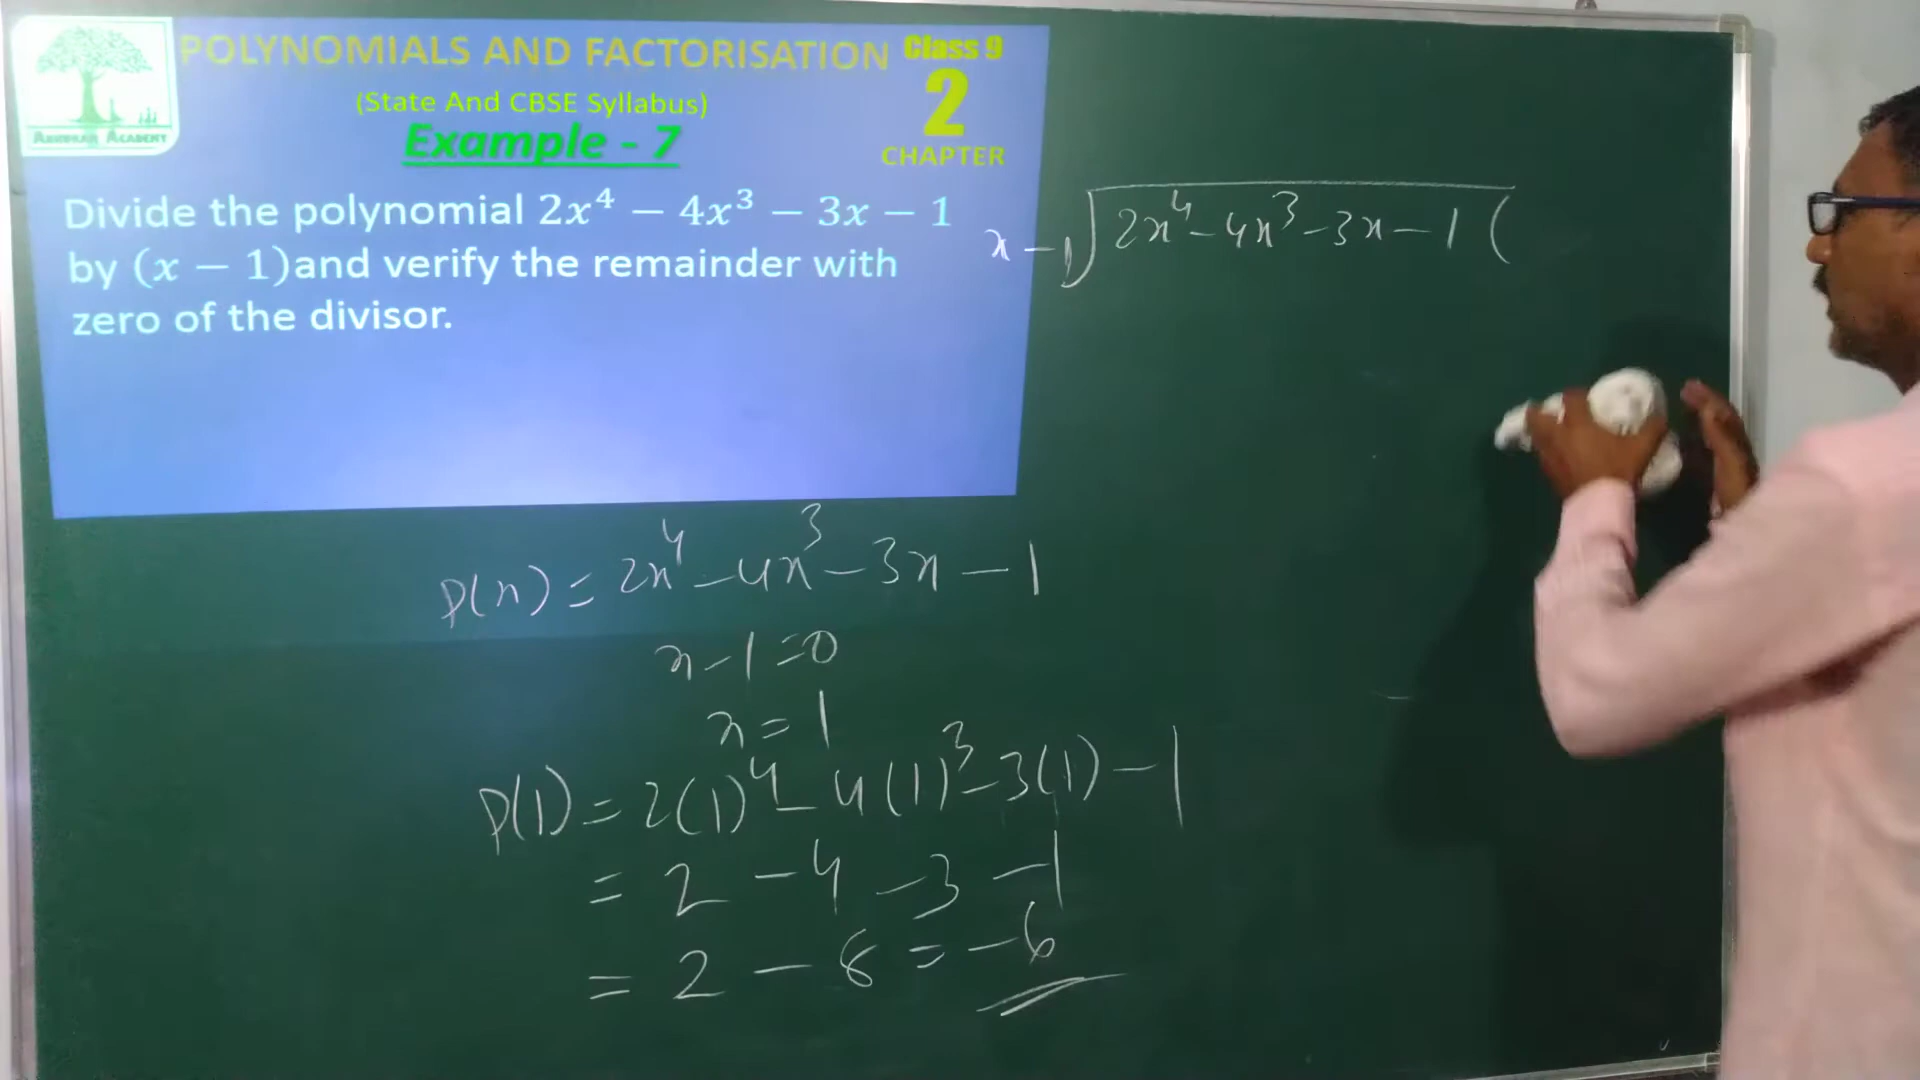 POLYNOMIALS AND FACTORISATION
Class 9
(State And CBSE Syllabus)
2
Example - 7
CHAPTER
Divide the polynomial 2x⁴ − 4x³ − 3x − 1
by (x − 1)and verify the remainder with
zero of the divisor.
x − 1) 2x⁴ − 4x³ − 3x − 1 (
p(x) = 2x⁴ − 4x³ − 3x − 1
x − 1 = 0
x = 1
p(1) = 2(1)⁴ − 4(1)³ − 3(1) − 1
= 2 − 4 − 3 − 1
= 2 − 8 = −6